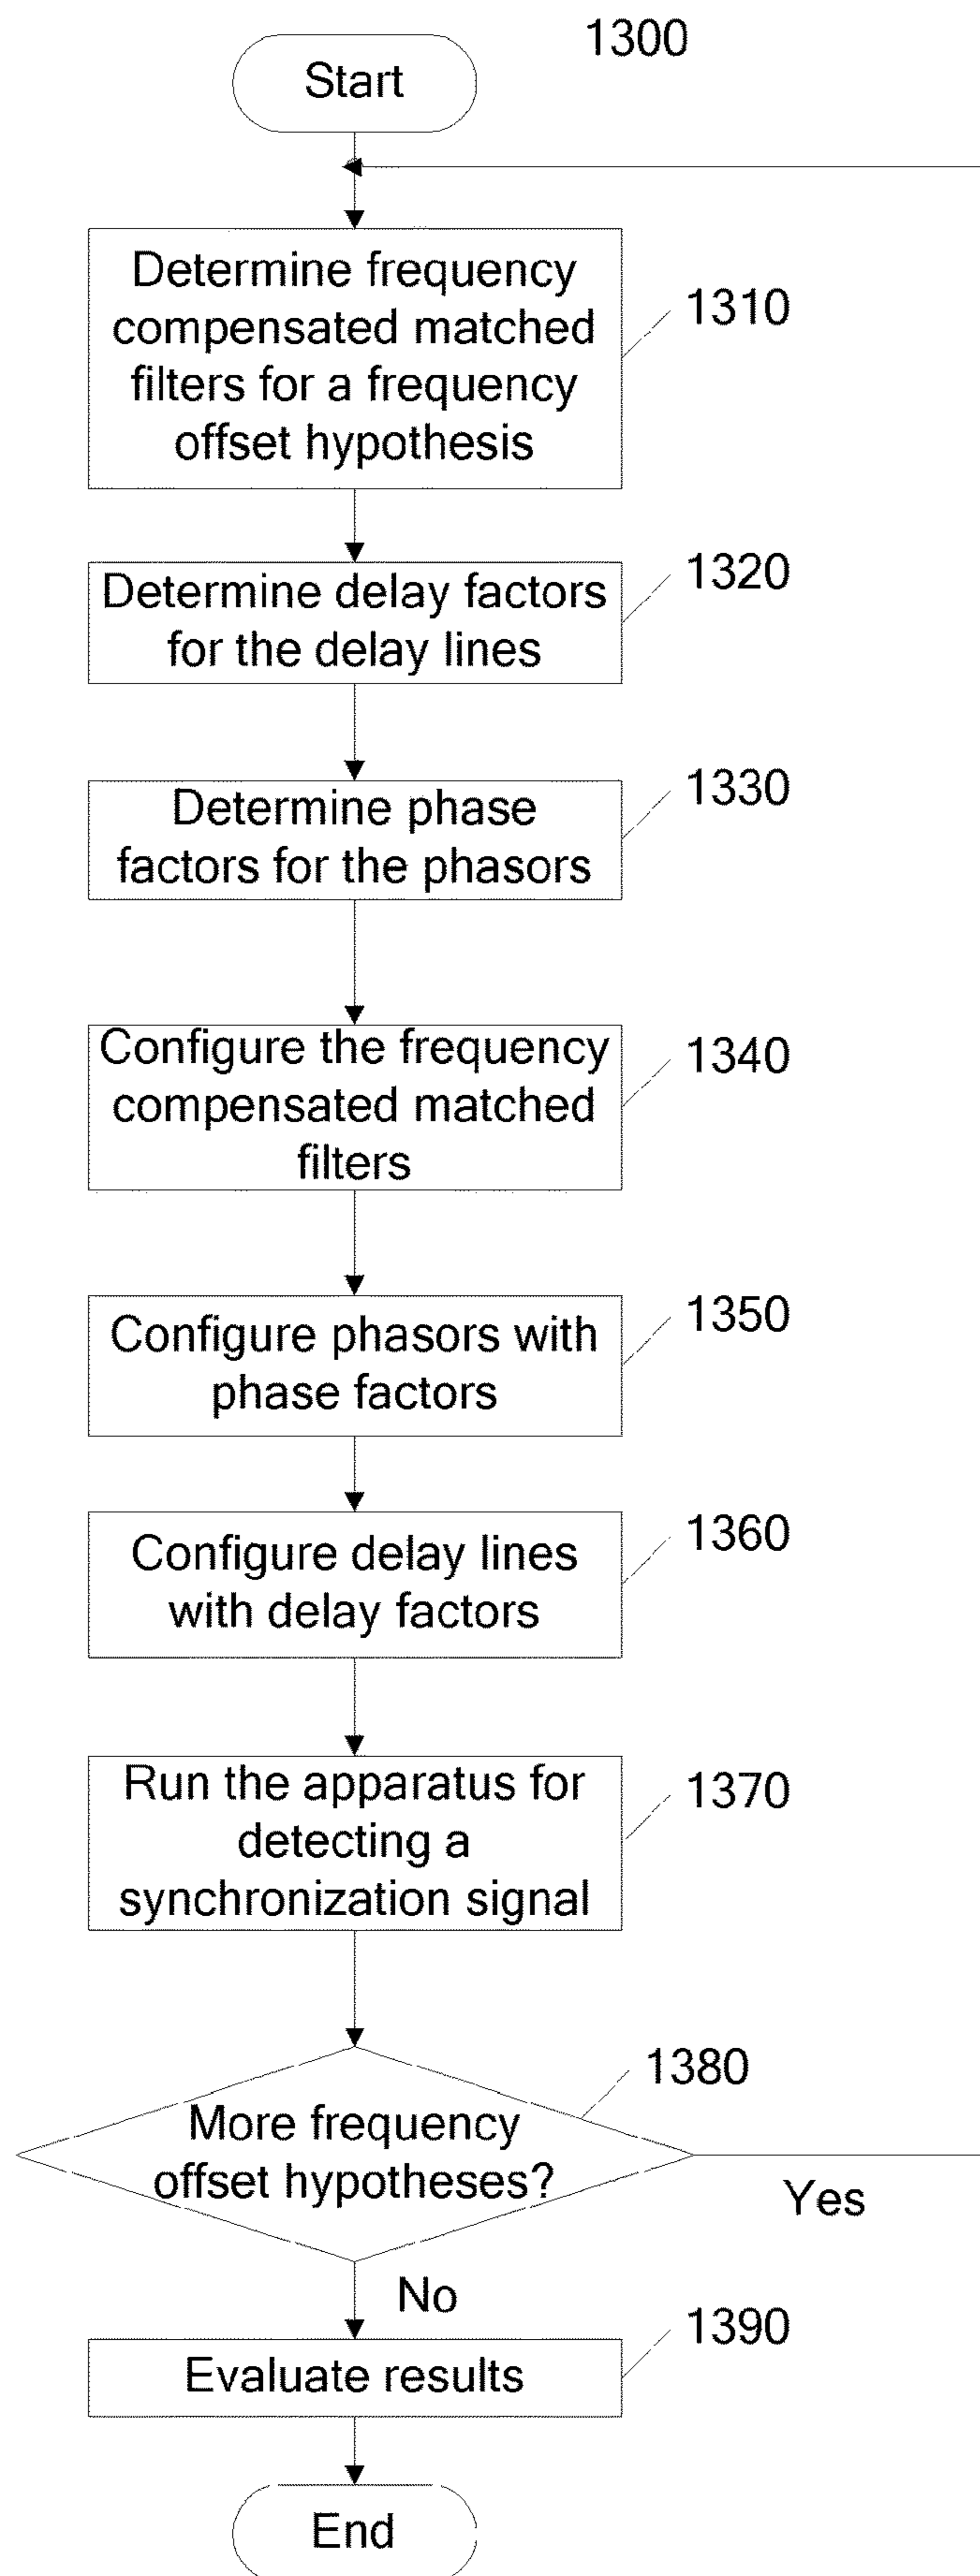 1300
Start
Determine frequency
compensated matched
filters for a frequency
offset hypothesis
1310
Determine delay factors
for the delay lines
1320
Determine phase
factors for the phasors
1330
Configure the frequency
compensated matched
filters
1340
Configure phasors with
phase factors
1350
Configure delay lines
with delay factors
1360
Run the apparatus for
detecting a
synchronization signal
1370
More frequency
offset hypotheses?
1380
Yes
No
Evaluate results
1390
End